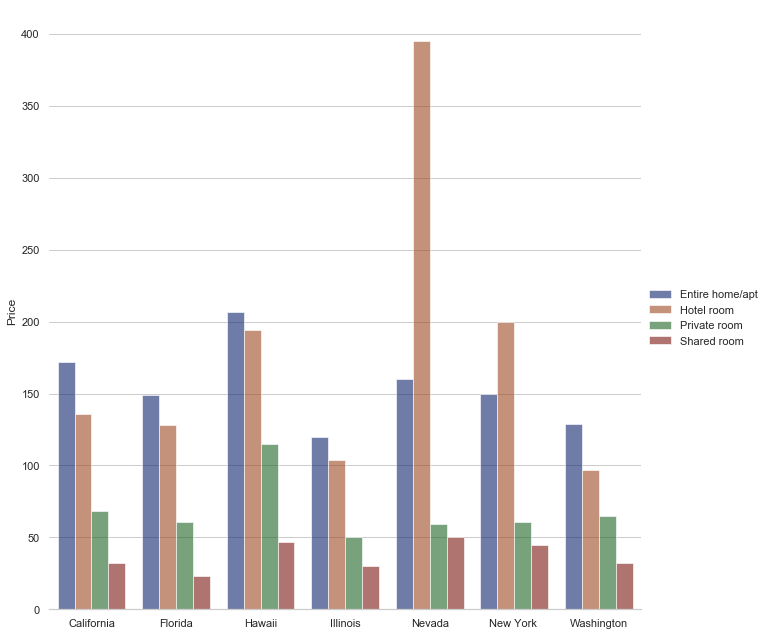 400
350
300
250
200
150
100
50
0
Price
California
Florida
Hawaii
Illinois
Nevada
New York
Washington
Entire home/apt
Hotel room
Private room
Shared room